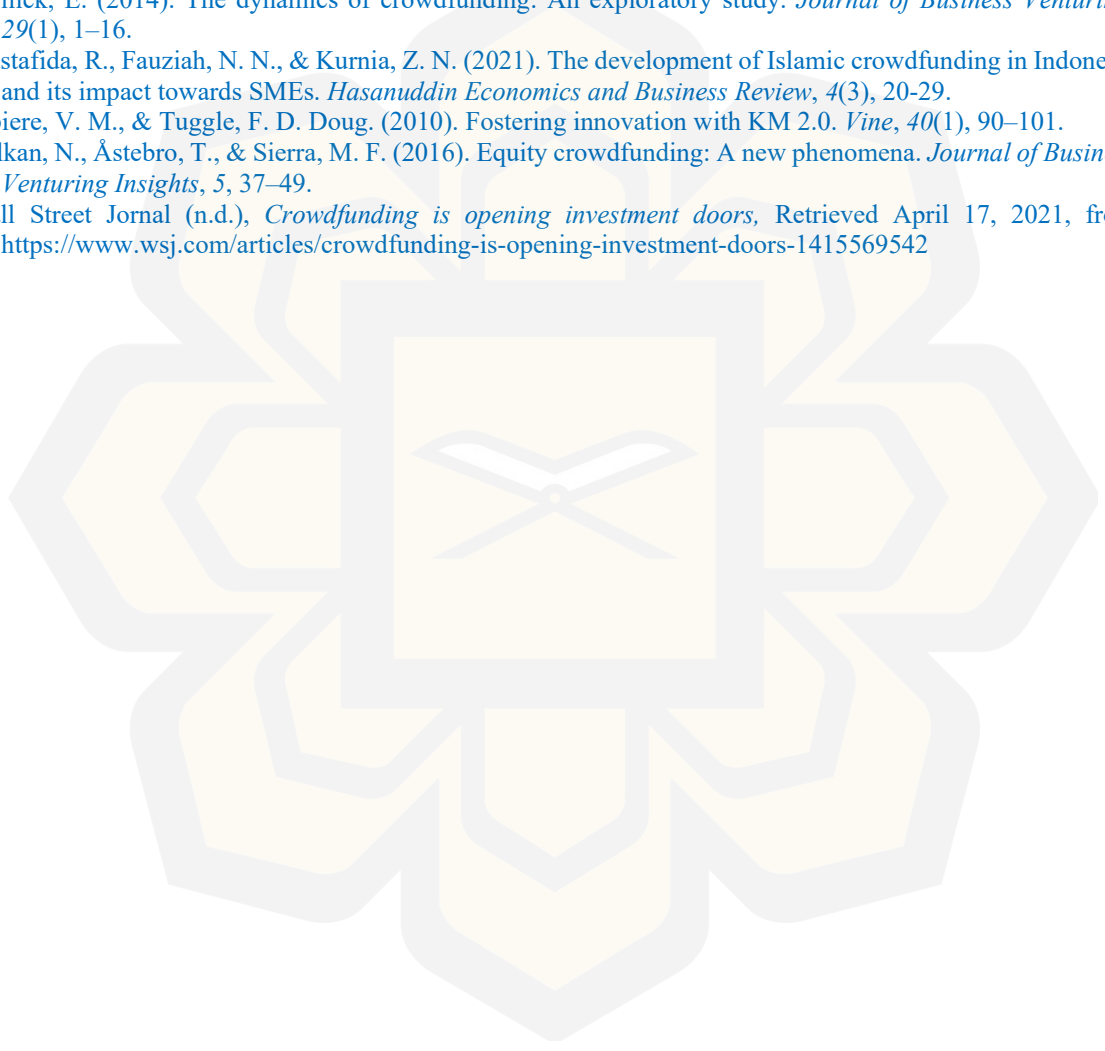 nick, E. (2014). The dynamics of crowdfunding: An exploratory study. Journal of Business Venturi
29(1), 1–16.
stafida, R., Fauziah, N. N., & Kurnia, Z. N. (2021). The development of Islamic crowdfunding in Indone
and its impact towards SMEs. Hasanuddin Economics and Business Review, 4(3), 20-29.
biere, V. M., & Tuggle, F. D. Doug. (2010). Fostering innovation with KM 2.0. Vine, 40(1), 90–101.
lkan, N., Åstebro, T., & Sierra, M. F. (2016). Equity crowdfunding: A new phenomena. Journal of Busin
Venturing Insights, 5, 37–49.
ll Street Jornal (n.d.), Crowdfunding is opening investment doors, Retrieved April 17, 2021, fro
https://www.wsj.com/articles/crowdfunding-is-opening-investment-doors-1415569542